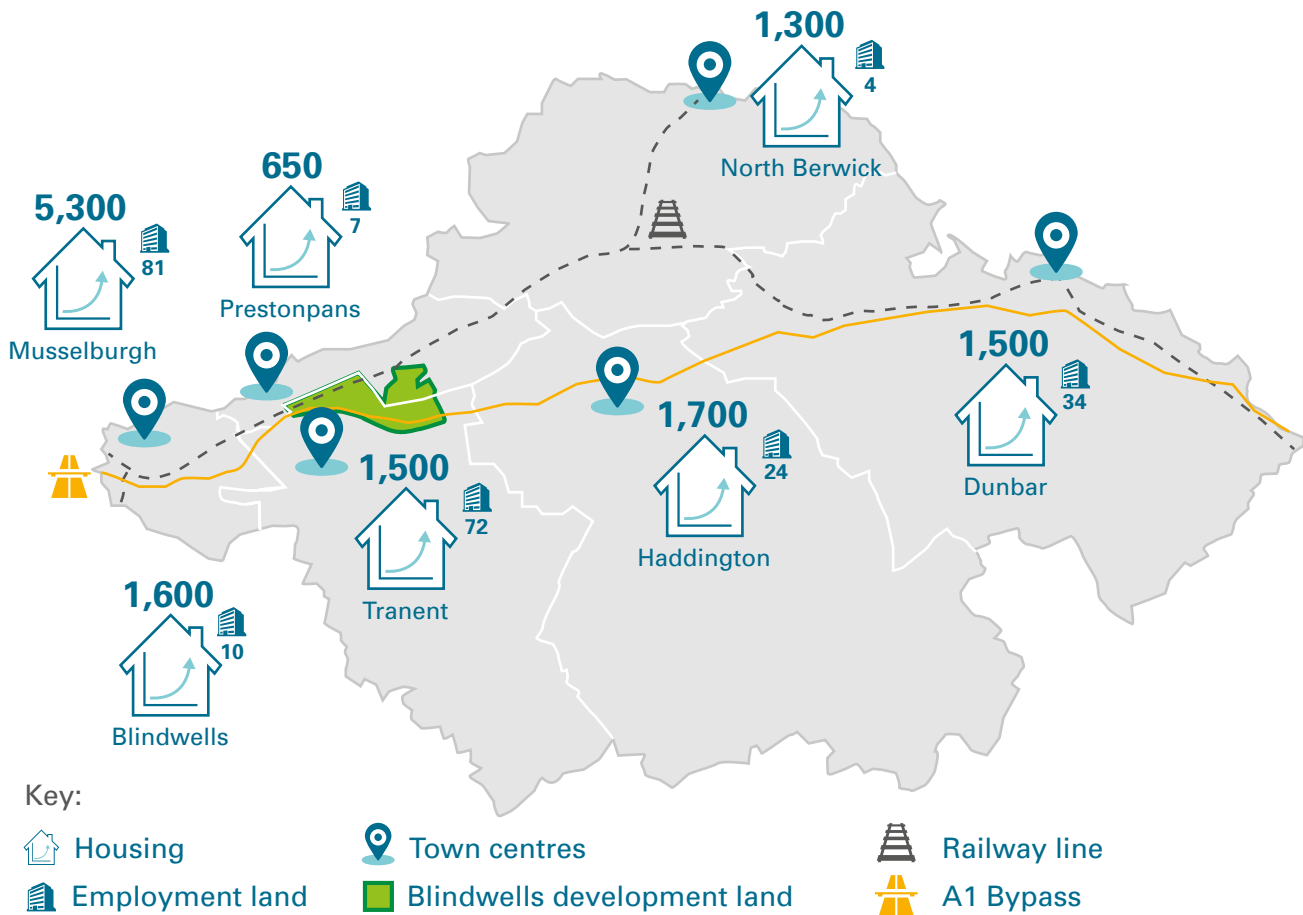 1,300
4
North Berwick
650
7
Prestonpans
5,300
81
Musselburgh
1,500
34
Dunbar
1,700
24
Haddington
1,500
72
Tranent
1,600
10
Blindwells
Key:
Housing
Town centres
Railway line
Employment land
Blindwells development land
A1 Bypass